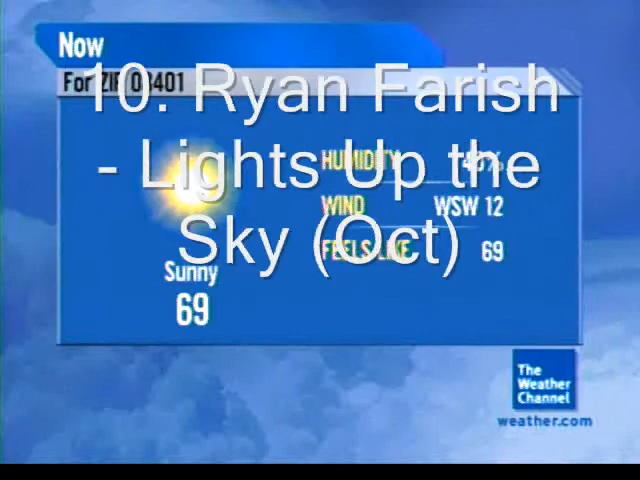 Now
For ZIP
10. Ryan Farish
- Lights Up the
Sky (Oct)
HUMIDITY
WIND WSW 12
FEELS LIKE 69
Sunny
69
The
Weather
Channel
weather.com